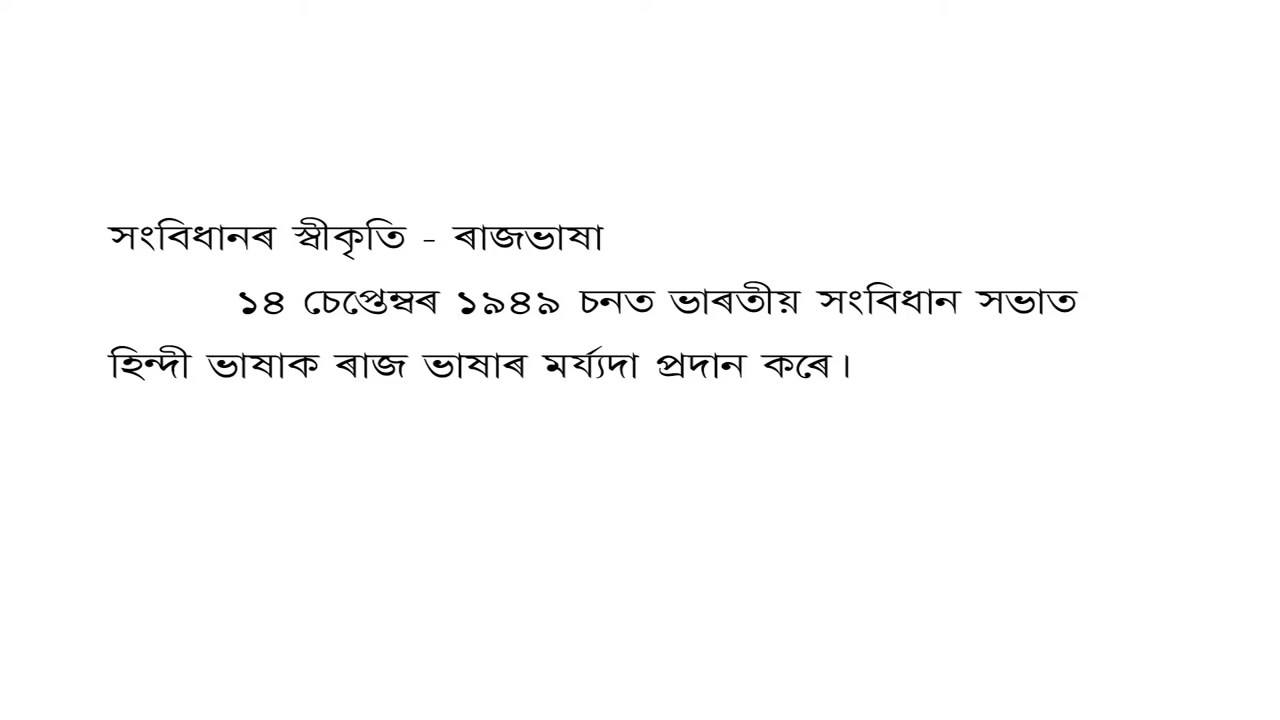 সংবিধানৰ স্বীকৃতি - ৰাজভাষা
১৪ চেপ্তেম্বৰ ১৯৪৯ চনত ভাৰতীয় সংবিধান সভাত
হিন্দী ভাষাক ৰাজ ভাষাৰ মৰ্য্যদা প্ৰদান কৰে।